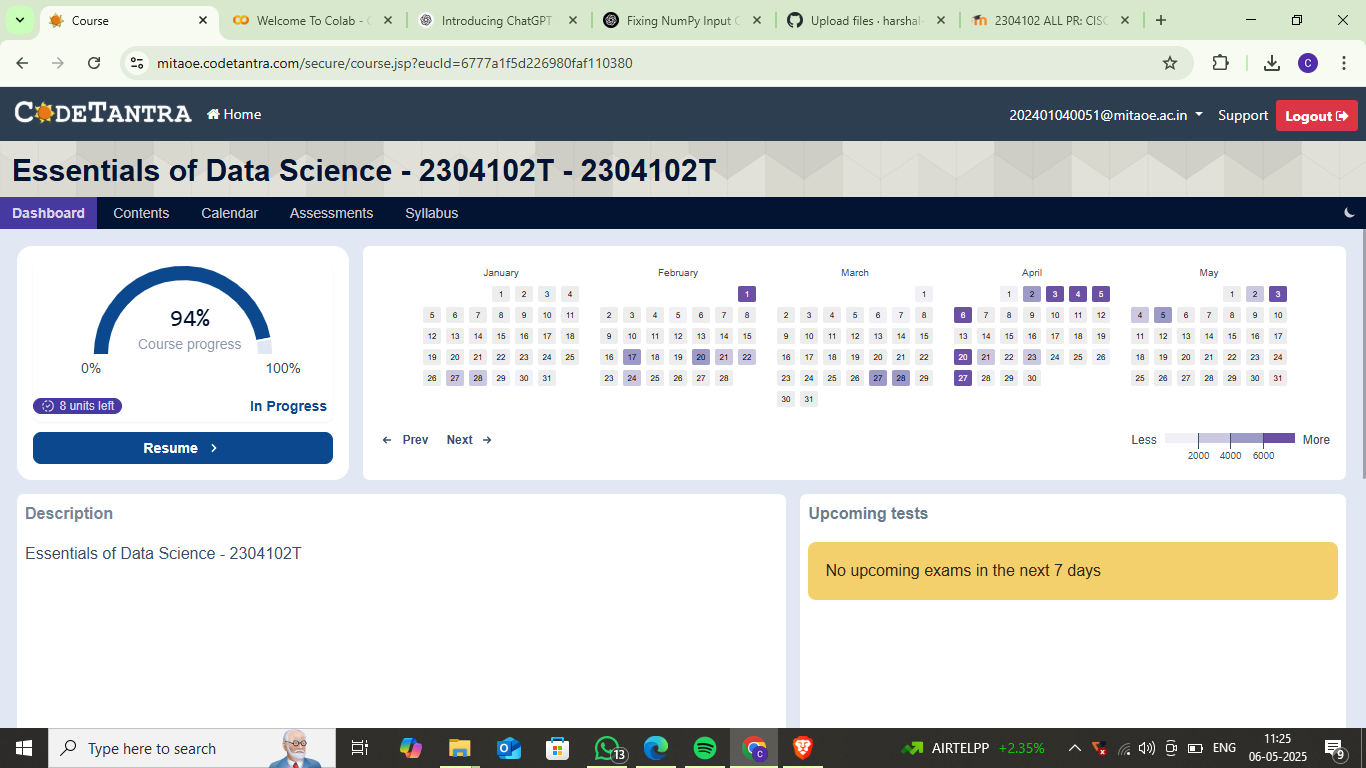 Course
Welcome To Colab - C
Introducing ChatGPT
Fixing NumPy Input
Upload files · harshal
2304102 ALL PR: CISC
mitaoe.codetantra.com/secure/course.jsp?eucId=6777a1f5d226980faf110380
C
CODETANTRA
Home
202401040051@mitaoe.ac.in
Support
Logout
Essentials of Data Science - 2304102T - 2304102T
Dashboard
Contents
Calendar
Assessments
Syllabus
94%
Course progress
0%
100%
8 units left
In Progress
Resume
January
1 2 3 4
5 6 7 8 9 10 11
12 13 14 15 16 17 18
19 20 21 22 23 24 25
26 27 28 29 30 31
February
1
2 3 4 5 6 7 8
9 10 11 12 13 14 15
16 17 18 19 20 21 22
23 24 25 26 27 28
March
1
2 3 4 5 6 7 8
9 10 11 12 13 14 15
16 17 18 19 20 21 22
23 24 25 26 27 28 29
30 31
April
1 2 3 4 5
6 7 8 9 10 11 12
13 14 15 16 17 18 19
20 21 22 23 24 25 26
27 28 29 30
May
1 2 3
4 5 6 7 8 9 10
11 12 13 14 15 16 17
18 19 20 21 22 23 24
25 26 27 28 29 30 31
Prev
Next
Less
More
2000 4000 6000
Description
Essentials of Data Science - 2304102T
Upcoming tests
No upcoming exams in the next 7 days
Type here to search
13
C
AIRTELPP +2.35%
ENG
11:25
06-05-2025
9